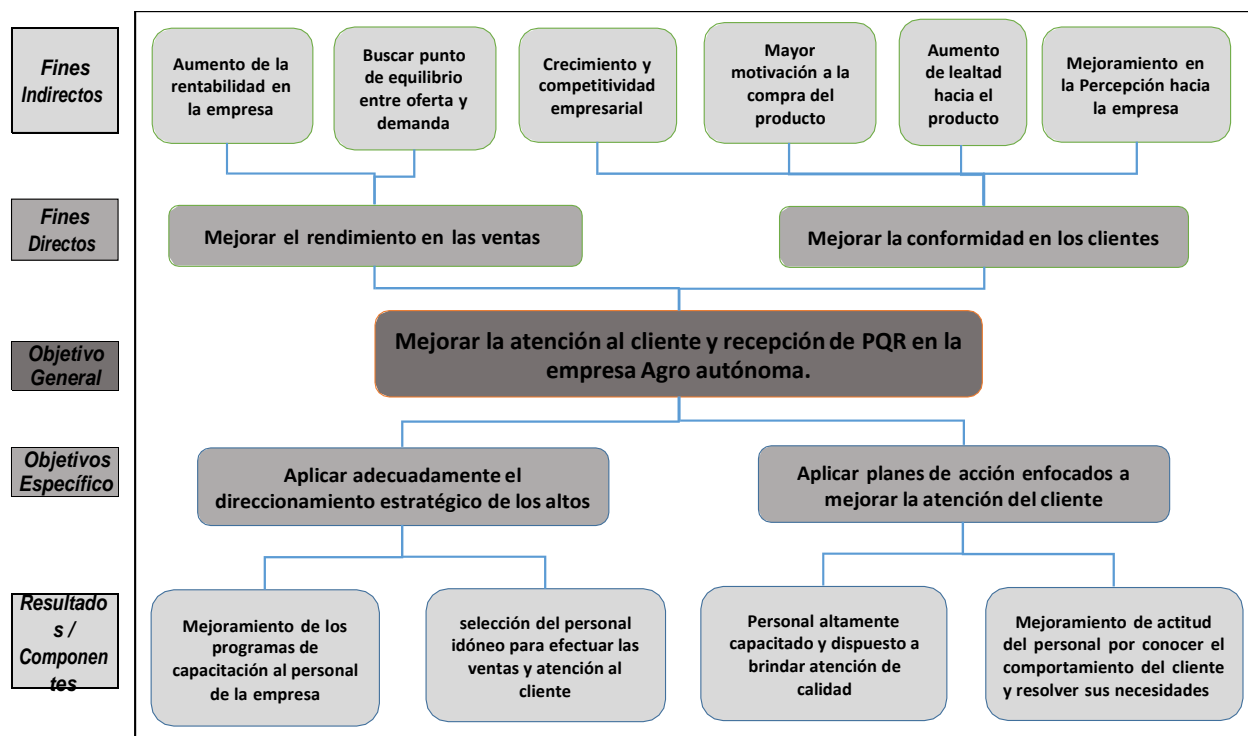 Fines
Indirectos
Aumento de la
rentabilidad en
la empresa
Buscar punto
de equilibrio
entre oferta y
demanda
Crecimiento y
competitividad
empresarial
Mayor
motivación a la
compra del
producto
Aumento
de lealtad
hacia el
producto
Mejoramiento en
la Percepción hacia
la empresa
Fines
Directos
Mejorar el rendimiento en las ventas
Mejorar la conformidad en los clientes
Objetivo
General
Mejorar la atención al cliente y recepción de PQR en la
empresa Agro autónoma.
Objetivos
Específico
Aplicar adecuadamente el
direccionamiento estratégico de los altos
Aplicar planes de acción enfocados a
mejorar la atención del cliente
Resultado
s /
Componen
tes
Mejoramiento de los
programas de
capacitación al personal
de la empresa
selección del personal
idóneo para efectuar las
ventas y atención al
cliente
Personal altamente
capacitado y dispuesto a
brindar atención de
calidad
Mejoramiento de actitud
del personal por conocer el
comportamiento del cliente
y resolver sus necesidades